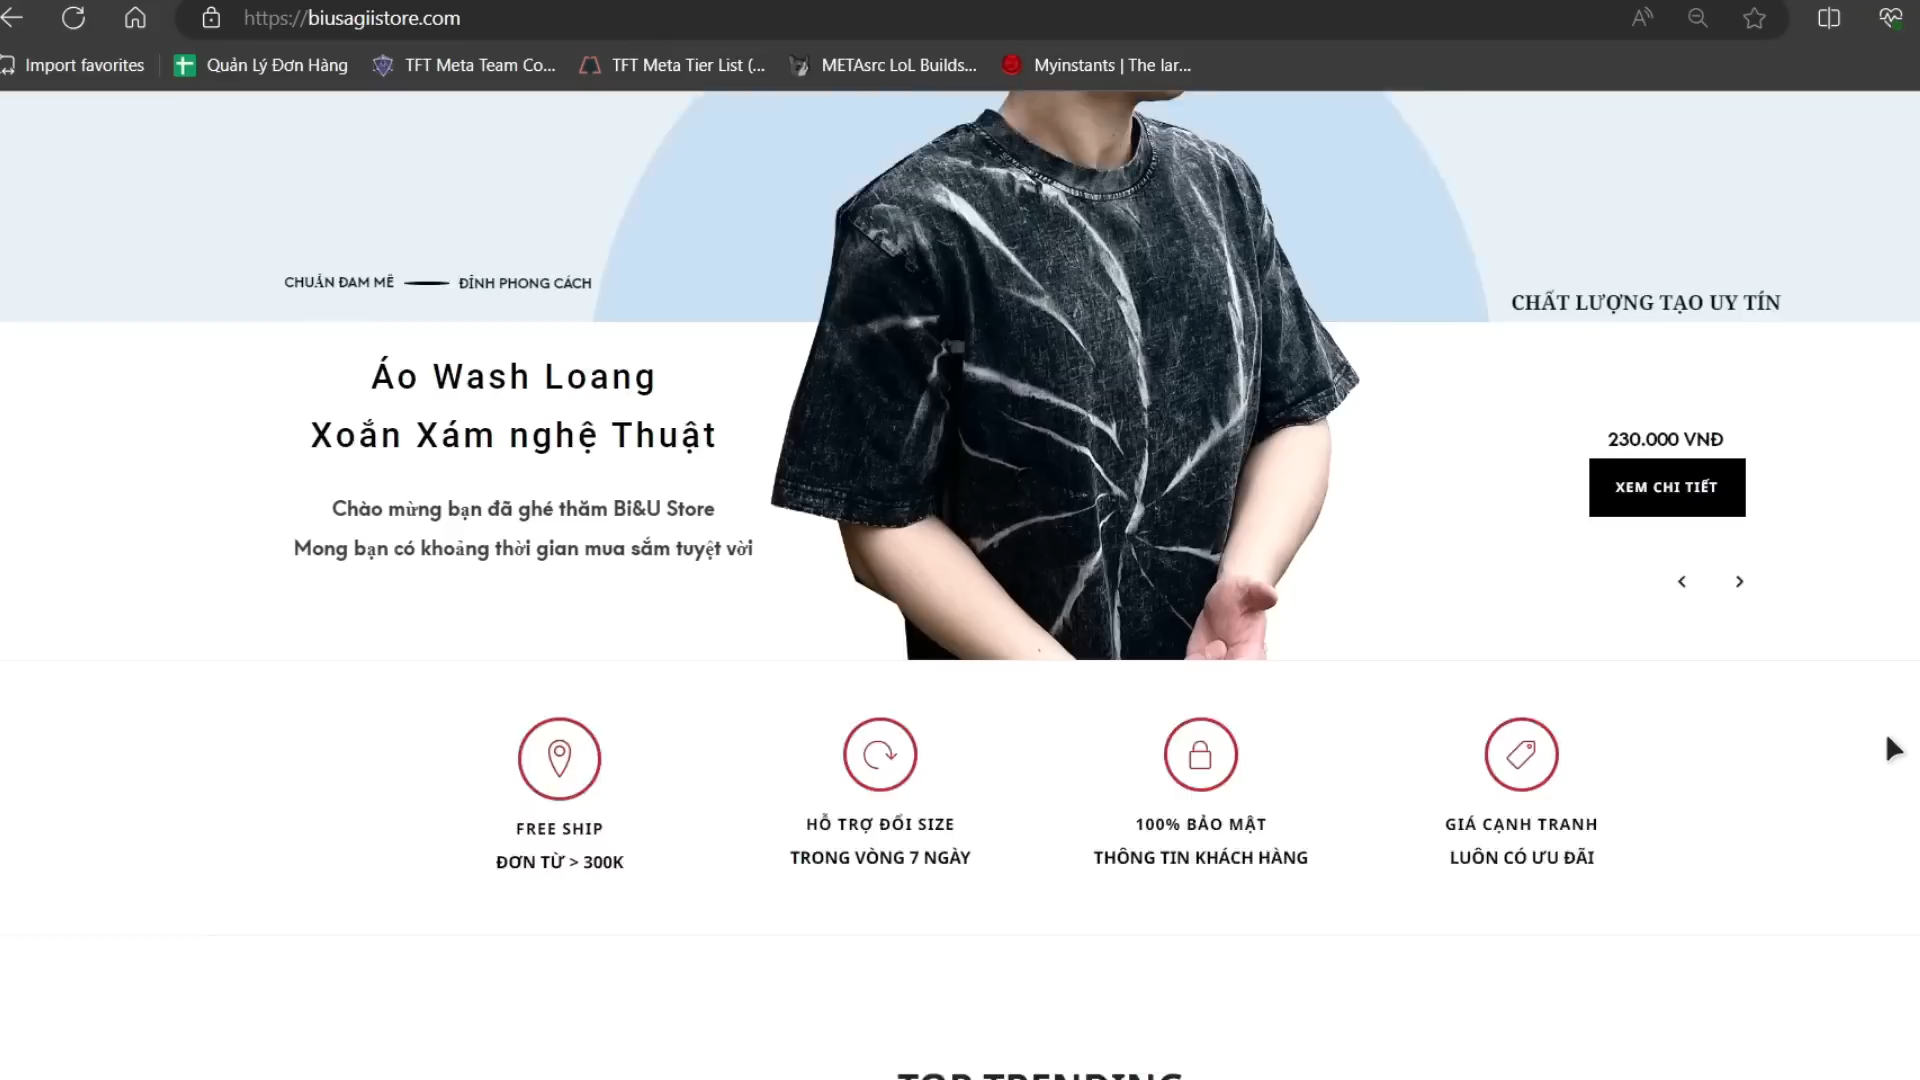 https://biusagiistore.com
Import favorites
Quản Lý Đơn Hàng
TFT Meta Team Co...
TFT Meta Tier List (...
METAsrc LoL Builds...
Myinstants | The lar...
CHUẨN ĐAM MÊ
ĐỈNH PHONG CÁCH
CHẤT LƯỢNG TẠO UY TÍN
Áo Wash Loang
Xoắn Xám nghệ Thuật
Chào mừng bạn đã ghé thăm Bi&U Store
Mong bạn có khoảng thời gian mua sắm tuyệt vời
230.000 VNĐ
XEM CHI TIẾT
FREE SHIP
ĐƠN TỪ > 300K
HỖ TRỢ ĐỔI SIZE
TRONG VÒNG 7 NGÀY
100% BẢO MẬT
THÔNG TIN KHÁCH HÀNG
GIÁ CẠNH TRANH
LUÔN CÓ ƯU ĐÃI
TOP TRENDING